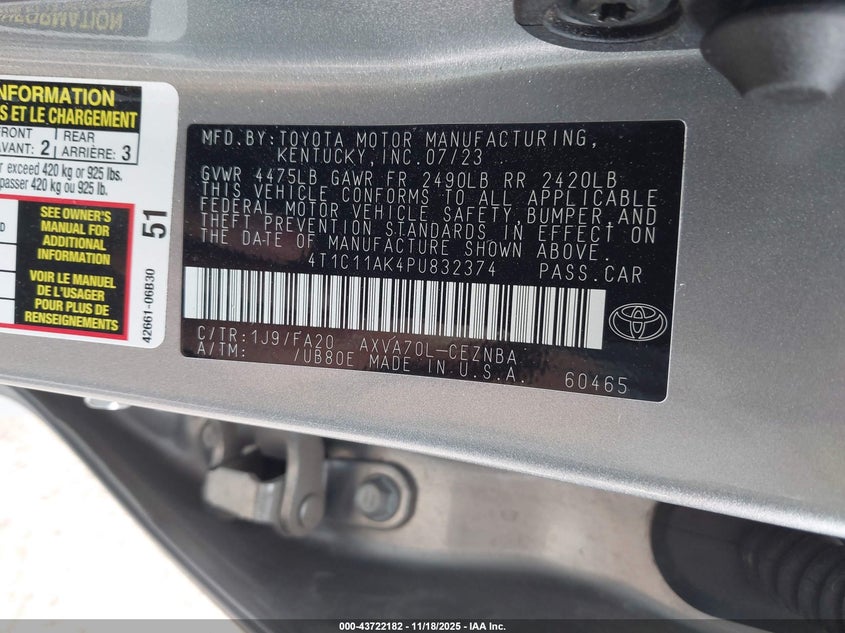 INFORMATION
NFORMATION
S ET LE CHARGEMENT
FRONT REAR
AVANT: 2 ARRIÈRE: 3
r exceed 420 kg or 925 lbs.
passer 420 kg ou 925 lb.
SEE OWNER'S
MANUAL FOR
ADDITIONAL
INFORMATION
VOIR LE MANUEL
DE L'USAGER
POUR PLUS DE
RENSEIGNEMENTS
51
42661-06B30
MFD.BY:TOYOTA MOTOR MANUFACTURING,
KENTUCKY,INC.07/23
GVWR 4475LB GAWR FR 2490LB RR 2420LB
THIS VEHICLE CONFORMS TO ALL APPLICABLE
FEDERAL MOTOR VEHICLE SAFETY, BUMPER,AND
THEFT PREVENTION STANDARDS IN EFFECT ON
THE DATE OF MANUFACTURE SHOWN ABOVE.
4T1C11AK4PU832374 PASS.CAR
C/TR:1J9/FA20 AXVA70L-CEZNBA
A/TM: /UB80E MADE IN U.S.A. 60465
000-43722182 - 11/18/2025 - IAA Inc.